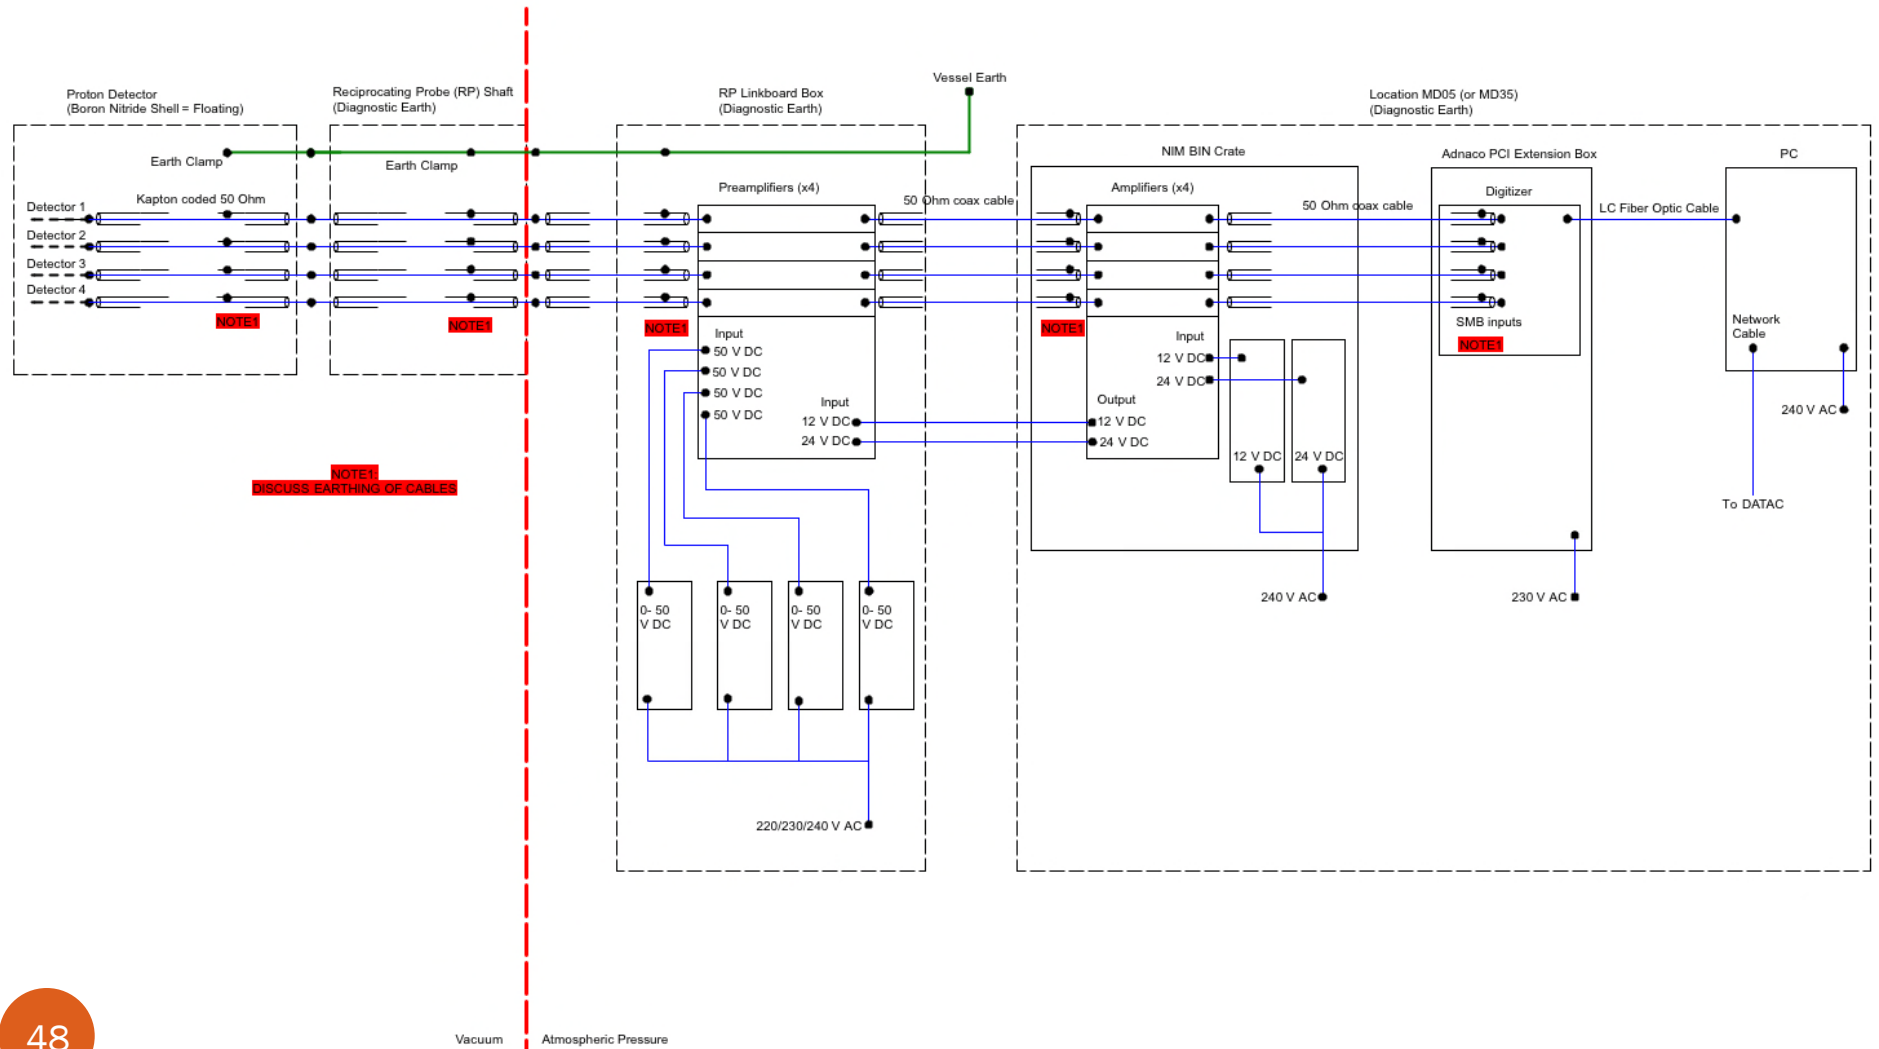 Vessel Earth
Proton Detector
(Boron Nitride Shell = Floating)
Reciprocating Probe (RP) Shaft
(Diagnostic Earth)
RP Linkboard Box
(Diagnostic Earth)
Location MD05 (or MD35)
(Diagnostic Earth)
Earth Clamp
Earth Clamp
NIM BIN Crate
Adnaco PCI Extension Box
PC
Kapton coded 50 Ohm
Preamplifiers (x4)
50 Ohm coax cable
Amplifiers (x4)
50 Ohm coax cable
Digitizer
LC Fiber Optic Cable
Detector 1
Detector 2
Detector 3
Detector 4
NOTE1
NOTE1
NOTE1
NOTE1
SMB inputs
NOTE1
Network
Cable
Input
50 V DC
50 V DC
50 V DC
50 V DC
Input
12 V DC
24 V DC
Input
12 V DC
24 V DC
Output
12 V DC
24 V DC
12 V DC
24 V DC
240 V AC
To DATAC
NOTE1:
DISCUSS EARTHING OF CABLES
0- 50
V DC
0- 50
V DC
0- 50
V DC
0- 50
V DC
240 V AC
230 V AC
220/230/240 V AC
48
Vacuum
Atmospheric Pressure